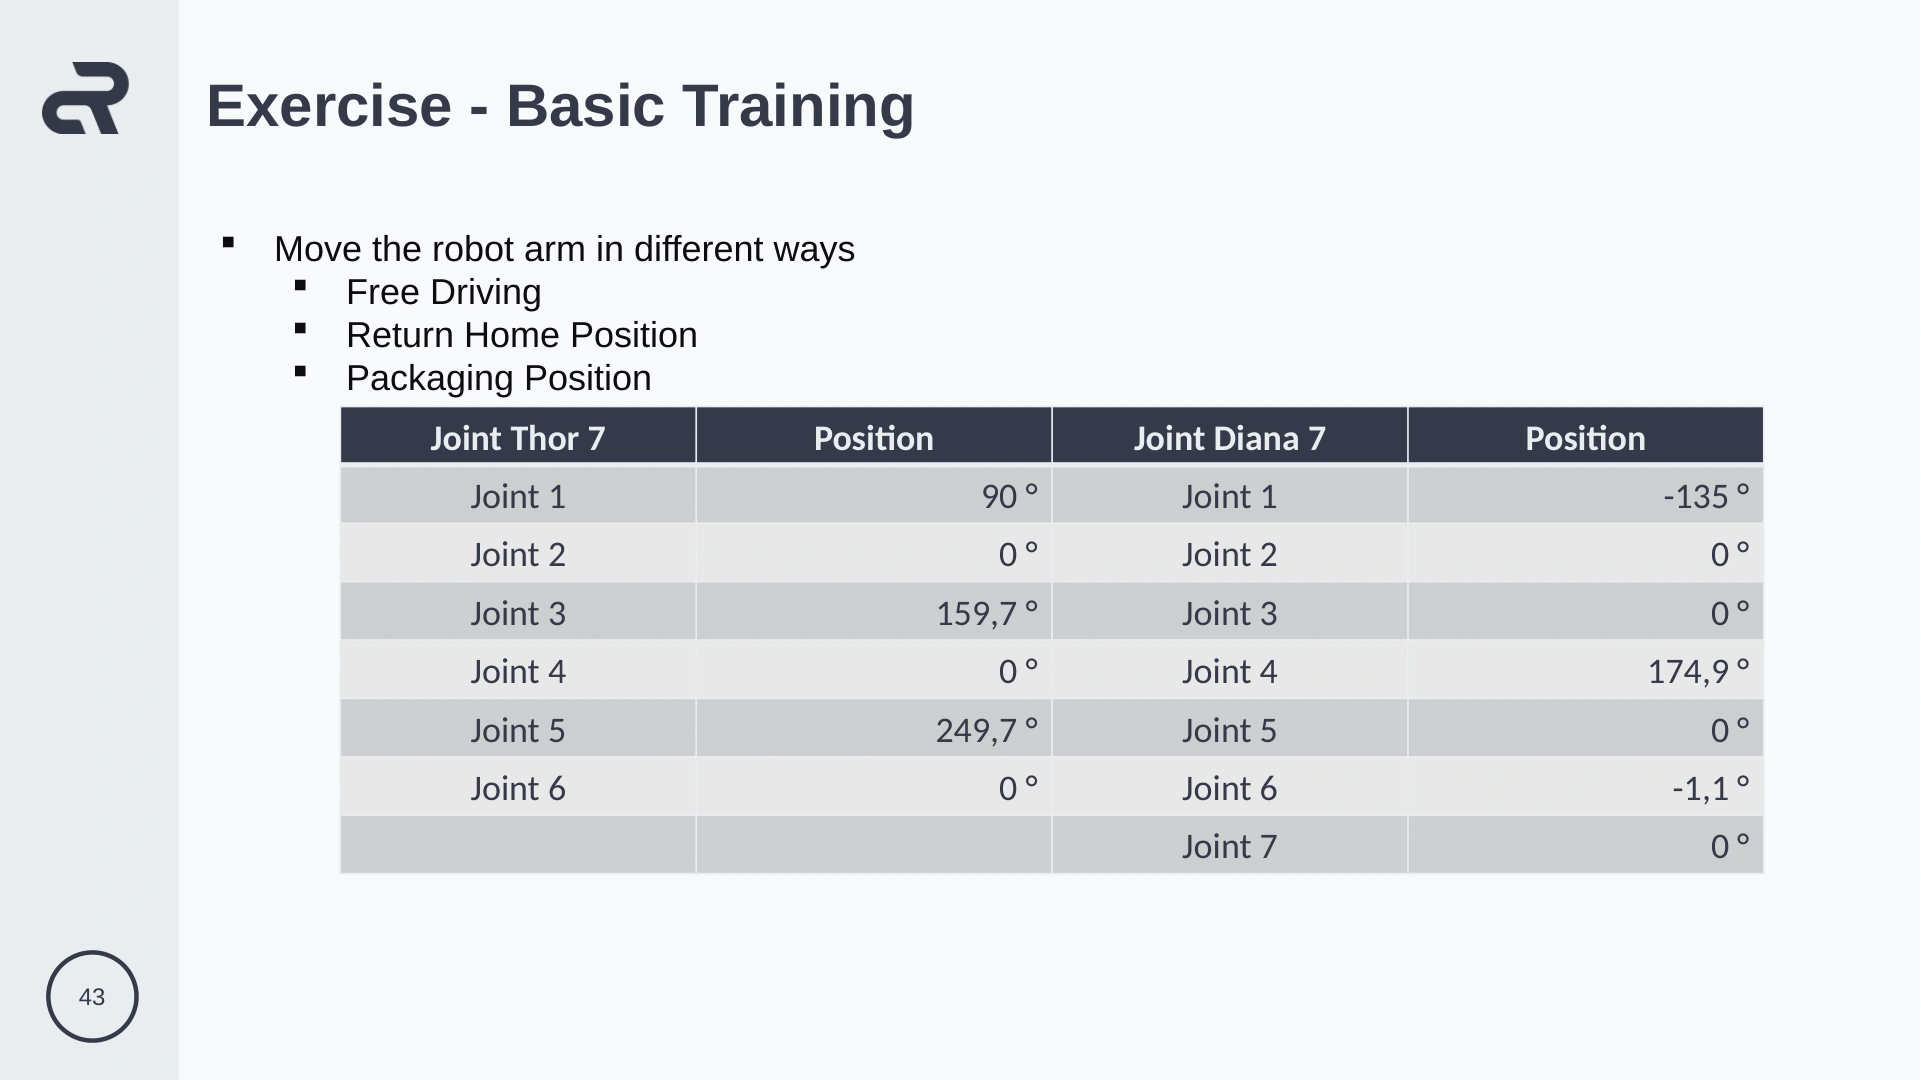 Exercise - Basic Training
▪ Move the robot arm in different ways
▪ Free Driving
▪ Return Home Position
▪ Packaging Position
Joint Thor 7 Position Joint Diana 7 Position
Joint 1 90 ° Joint 1 -135 °
Joint 2 0 ° Joint 2 0 °
Joint 3 159,7 ° Joint 3 0 °
Joint 4 0 ° Joint 4 174,9 °
Joint 5 249,7 ° Joint 5 0 °
Joint 6 0 ° Joint 6 -1,1 °
Joint 7 0 °
43